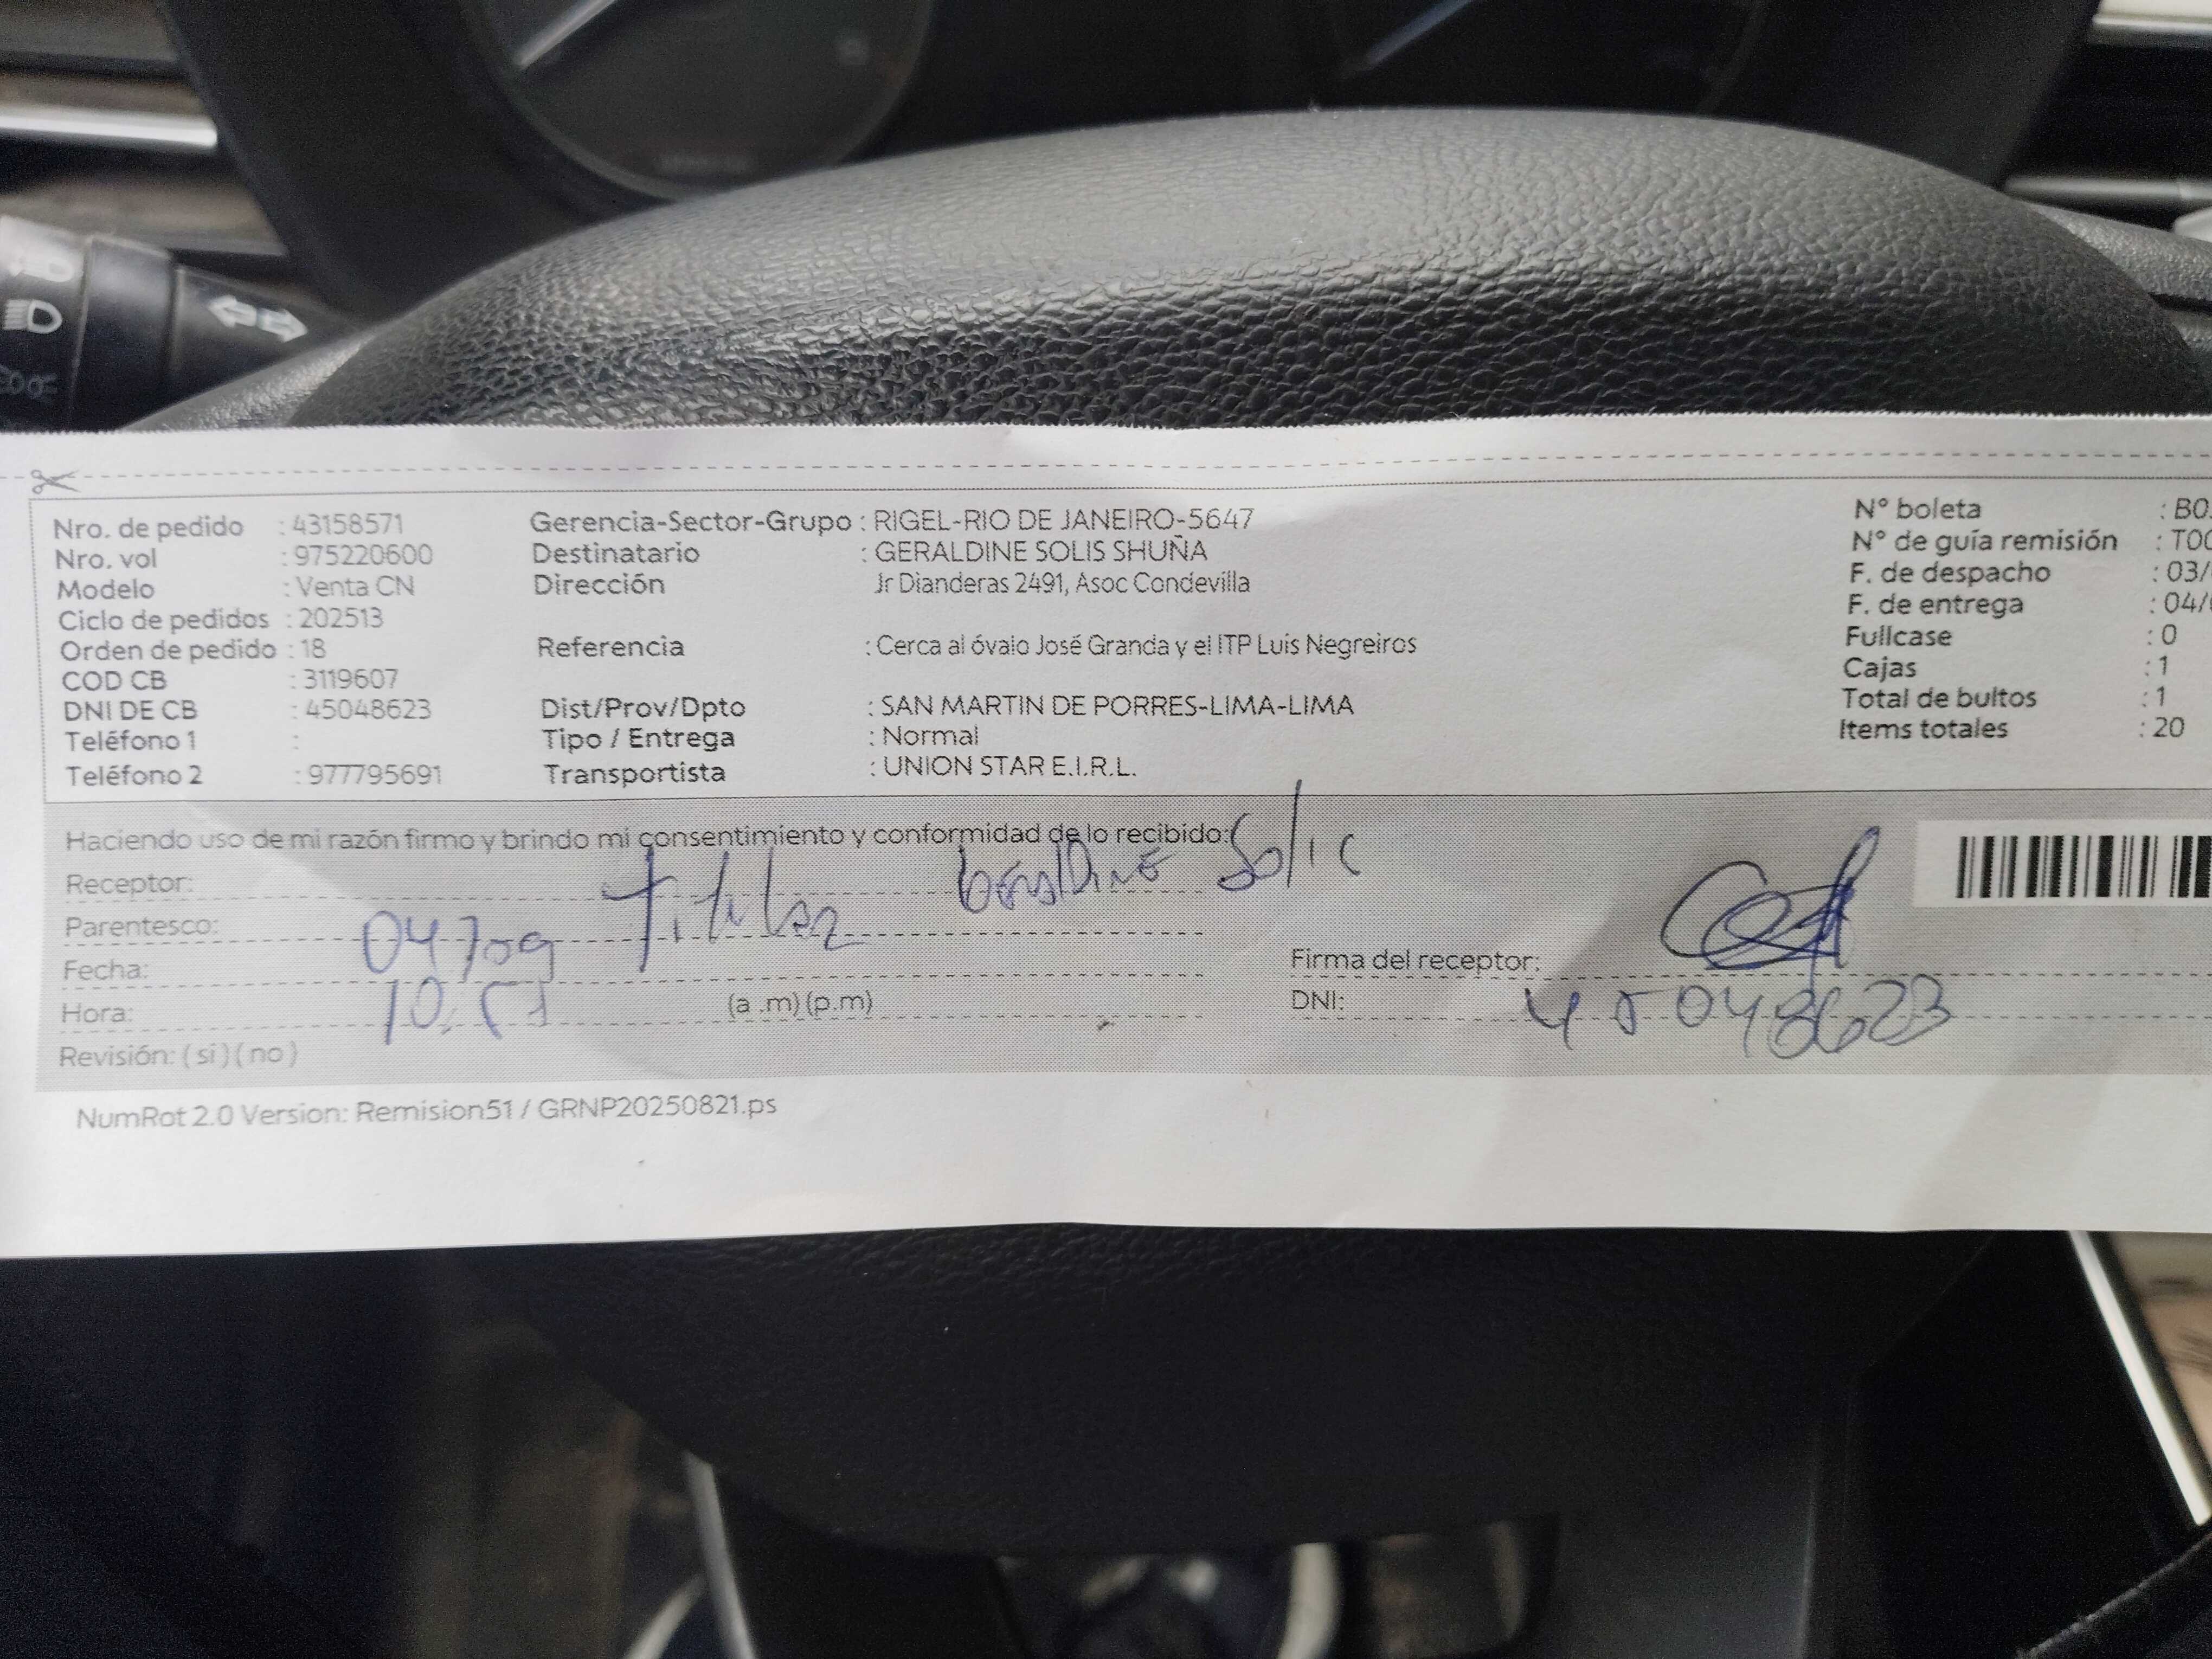 Nro. de pedido : 43158571
Nro. vol : 975220600
Modelo : Venta CN
Ciclo de pedidos : 202513
Orden de pedido : 18
COD CB : 3119607
DNI DE CB : 45048623
Teléfono 1 :
Teléfono 2 : 977795691
Gerencia-Sector-Grupo : RIGEL-RIO DE JANEIRO-5647
Destinatario : GERALDINE SOLIS SHUÑA
Dirección Jr Dianderas 2491, Asoc Condevilla
Referencia : Cerca al óvalo José Granda y el ITP Luis Negreiros
Dist/Prov/Dpto : SAN MARTIN DE PORRES-LIMA-LIMA
Tipo / Entrega : Normal
Transportista : UNION STAR E.I.R.L.
N° boleta : B0
N° de guía remisión : T00
F. de despacho : 03/
F. de entrega : 04/
Fullcase : 0
Cajas : 1
Total de bultos : 1
Items totales : 20
Haciendo uso de mi razón firmo y brindo mi consentimiento y conformidad de lo recibido:
Receptor: Geraldine Solis
Parentesco: Titular
Fecha: 04709
Hora: 10: (a .m) (p.m)
Revisión: ( si ) ( no )
Firma del receptor:
DNI: 45048623
NumRot 2.0 Version: Remision51 / GRNP20250821.ps